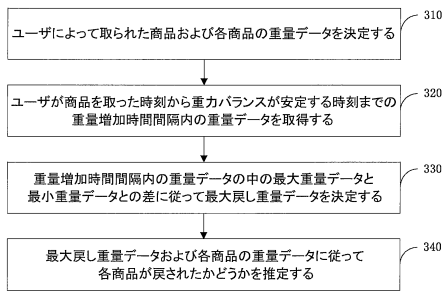 ユーザによって取られた商品および各商品の重量データを決定する
310
ユーザが商品を取った時刻から重力バランスが安定する時刻までの
重量増加時間間隔内の重量データを取得する
320
重量増加時間間隔内の重量データの中の最大重量データと
最小重量データとの差に従って最大戻し重量データを決定する
330
最大戻し重量データおよび各商品の重量データに従って
各商品が戻されたかどうかを推定する
340